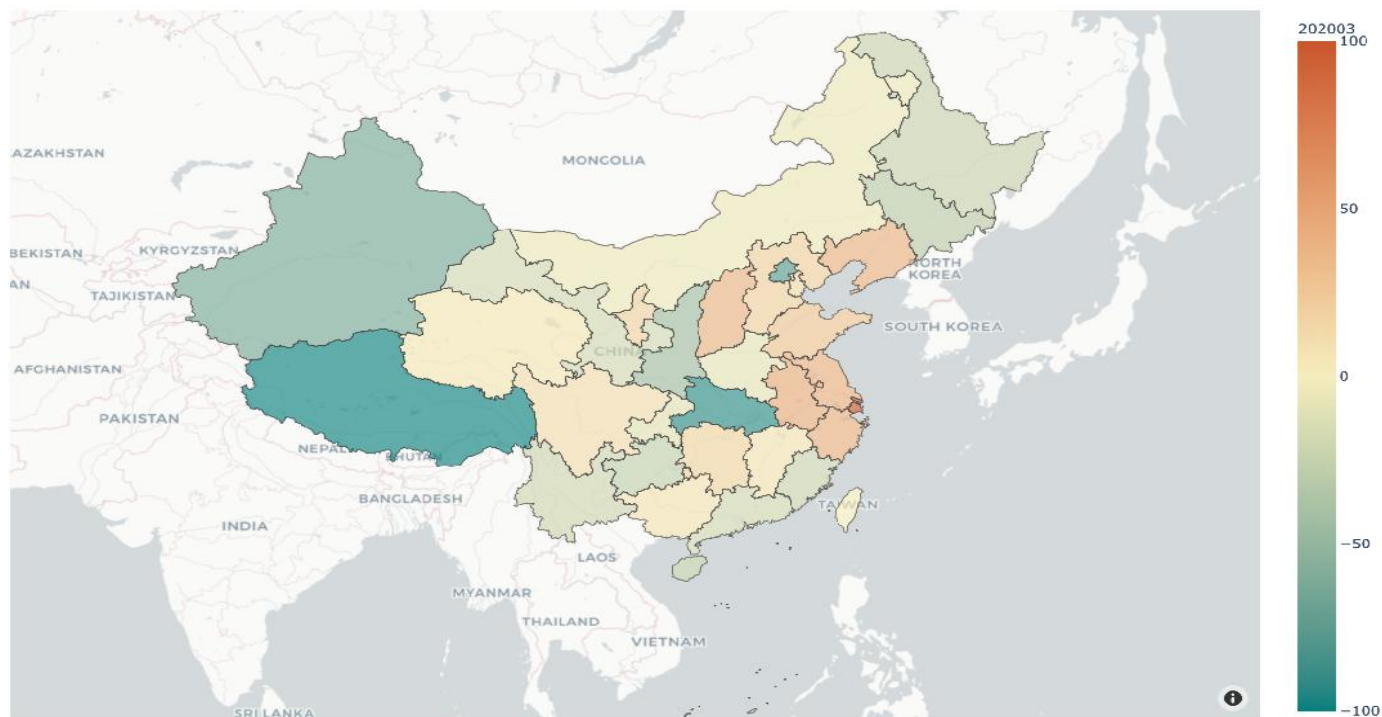 202003
100
50
0
−50
−100
AZAKHSTAN
MONGOLIA
BEKISTAN
KYRGYZSTAN
AN
TAJIKISTAN
NORTH
KOREA
SOUTH KOREA
CHINA
AFGHANISTAN
PAKISTAN
NEPAL
BHUTAN
BANGLADESH
INDIA
TAIWAN
LAOS
MYANMAR
THAILAND
VIETNAM
SRI LANKA
i